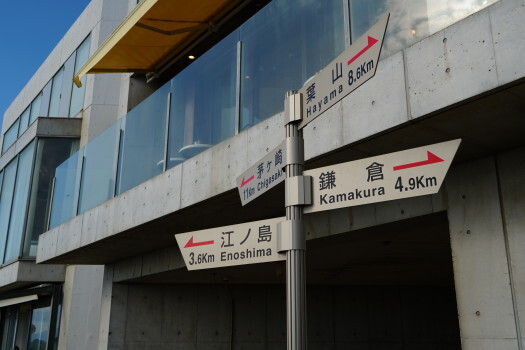 葉山
Hayama 8.6Km
茅ヶ崎
11Km Chigasaki
鎌倉
Kamakura 4.9Km
江ノ島
3.6Km Enoshima